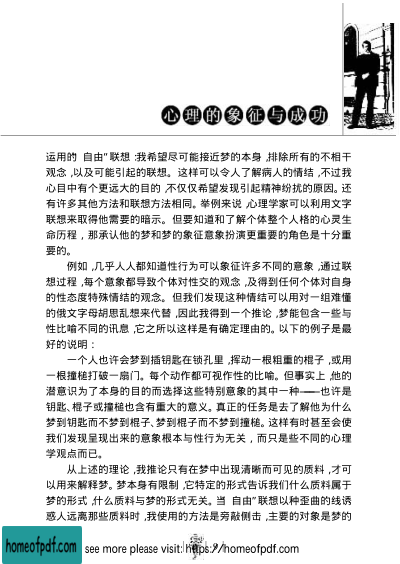 心理的象征与成功
运用的"自由"联想:我希望尽可能接近梦的本身,排除所有的不相干
观念,以及可能引起的联想。这样可以令人了解病人的情结,不过我
心目中有个更远大的目的,不仅仅希望发现引起精神纷扰的原因。还
有许多其他方法和联想方法相同。举例来说,心理学家可以利用文字
联想来取得他需要的暗示。但要知道和了解个体整个人格的心灵生
命历程,那承认他的梦和梦的象征意象扮演更重要的角色是十分重
要的。
例如,几乎人人都知道性行为可以象征许多不同的意象,通过联
想过程,每个意象都导致个体对性交的观念,及得到任何个体对自身
的性态度特殊情结的观念。但我们发现这种情结可以用对一组难懂
的俄文字母胡思乱想来代替,因此我得到一个推论,梦能包含一些与
性比喻不同的讯息,它之所以这样是有确定理由的。以下的例子是最
好的说明:
一个人也许会梦到插钥匙在锁孔里,挥动一根粗重的棍子,或用
一根撞槌打破一扇门。每个动作都可视作性的比喻。但事实上,他的
潜意识为了本身的目的而选择这些特别意象的其中一种——也许是
钥匙、棍子或撞槌也含有重大的意义。真正的任务是去了解他为什么
梦到钥匙而不梦到棍子、梦到棍子而不梦到撞槌。这样有时甚至会使
我们发现呈现出来的意象根本与性行为无关,而只是些不同的心理
学观点而已。
从上述的理论,我推论只有在梦中出现清晰而可见的质料,才可
以用来解释梦。梦本身有限制,它特定的形式告诉我们什么质料属于
梦的形式,什么质料与梦的形式无关。当"自由"联想以种歪曲的线诱
惑人远离那些质料时,我使用的方法是旁敲侧击,主要的对象是梦的
homeofpdf.com
see more please visit: https://homeofpdf.com